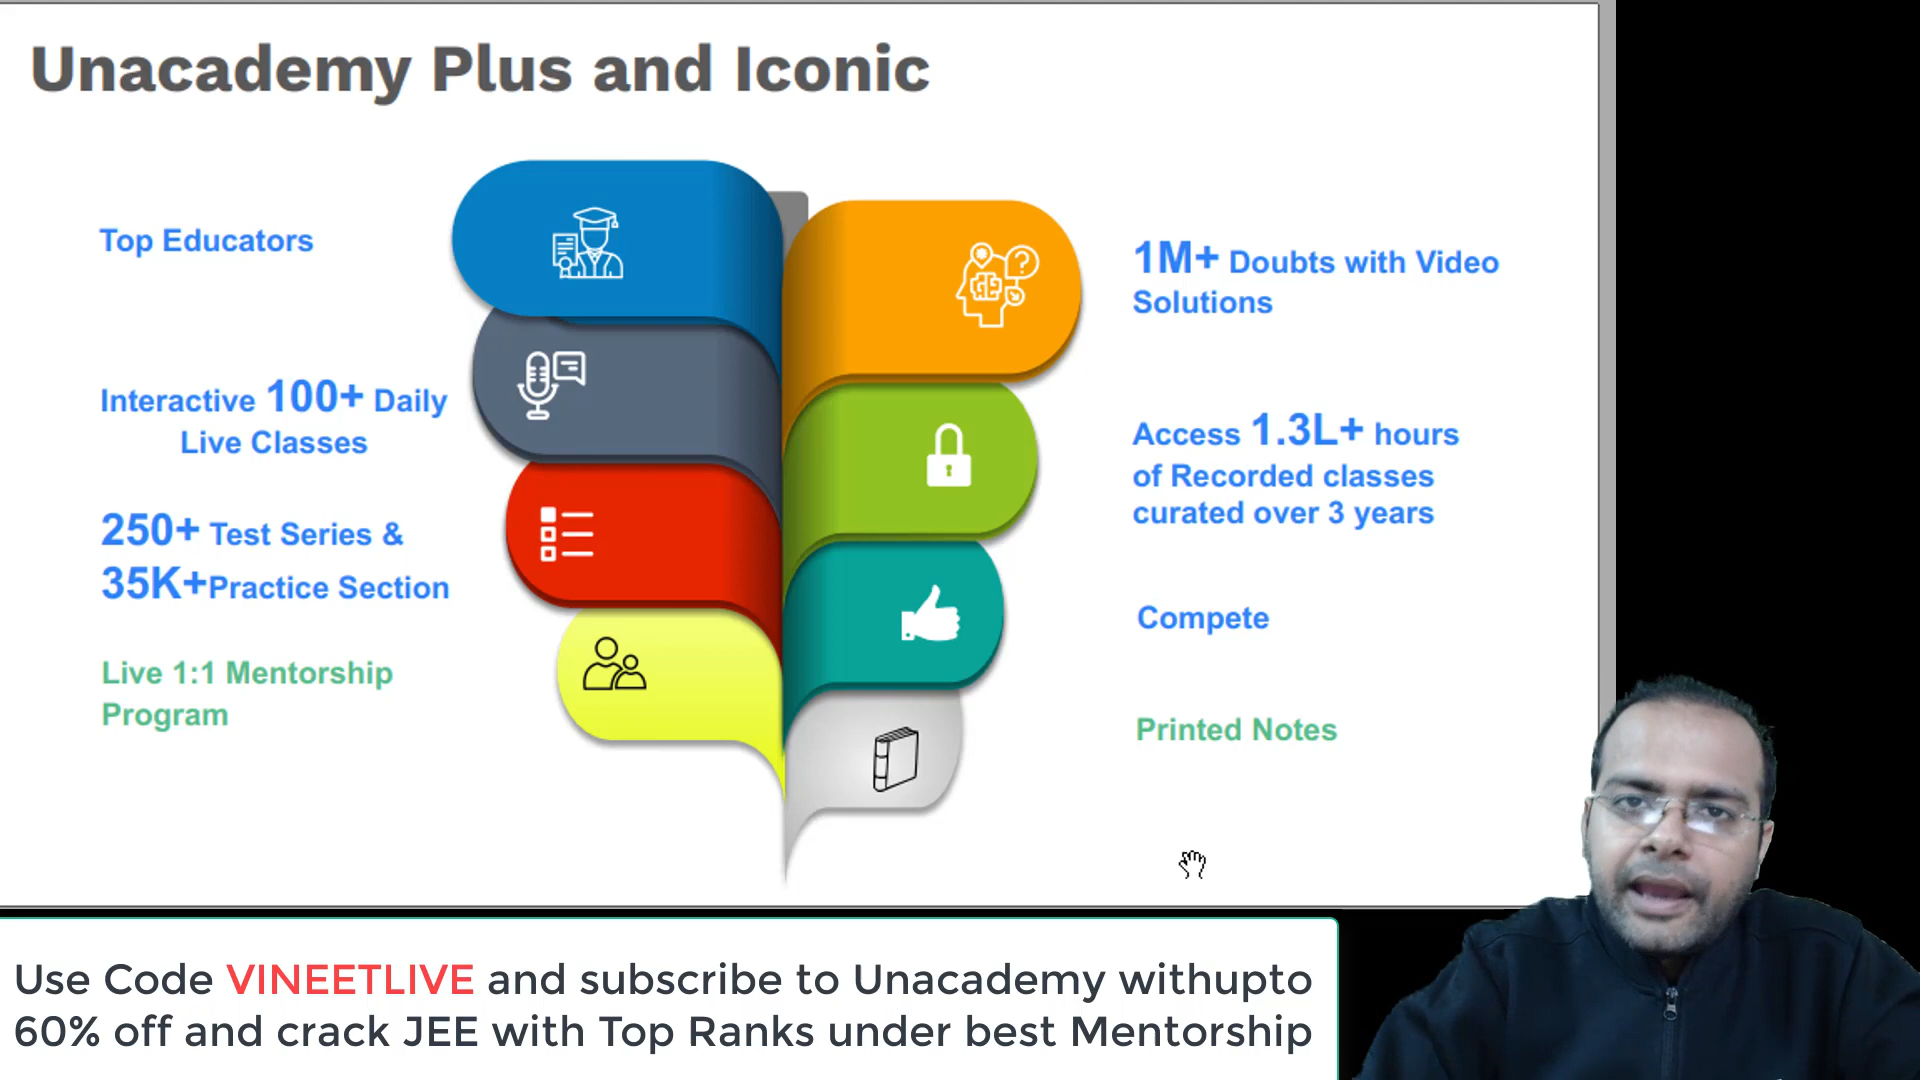 Unacademy Plus and Iconic
Top Educators
Interactive 100+ Daily
Live Classes
250+ Test Series &
35K+Practice Section
Live 1:1 Mentorship
Program
1M+ Doubts with Video
Solutions
Access 1.3L+ hours
of Recorded classes
curated over 3 years
Compete
Printed Notes
Use Code VINEETLIVE and subscribe to Unacademy withupto
60% off and crack JEE with Top Ranks under best Mentorship